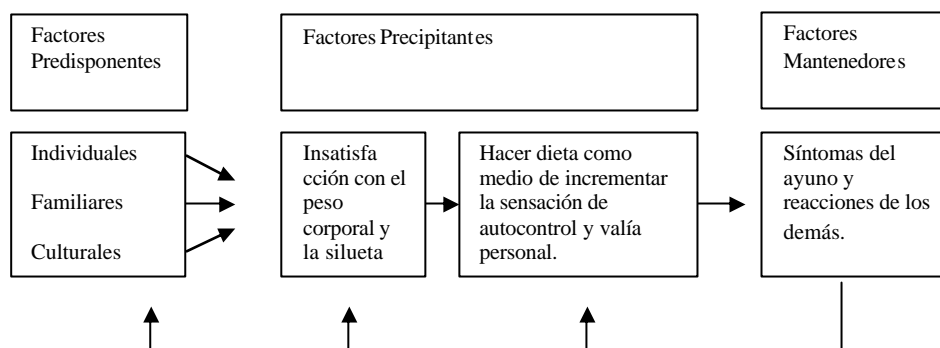 Factores
Predisponentes
Factores Precipitantes
Factores
Mantenedores
Individuales
Familiares
Culturales
Insatisfa
cción con el
peso
corporal y
la silueta
Hacer dieta como
medio de incrementar
la sensación de
autocontrol y valía
personal.
Síntomas del
ayuno y
reacciones de los
demás.